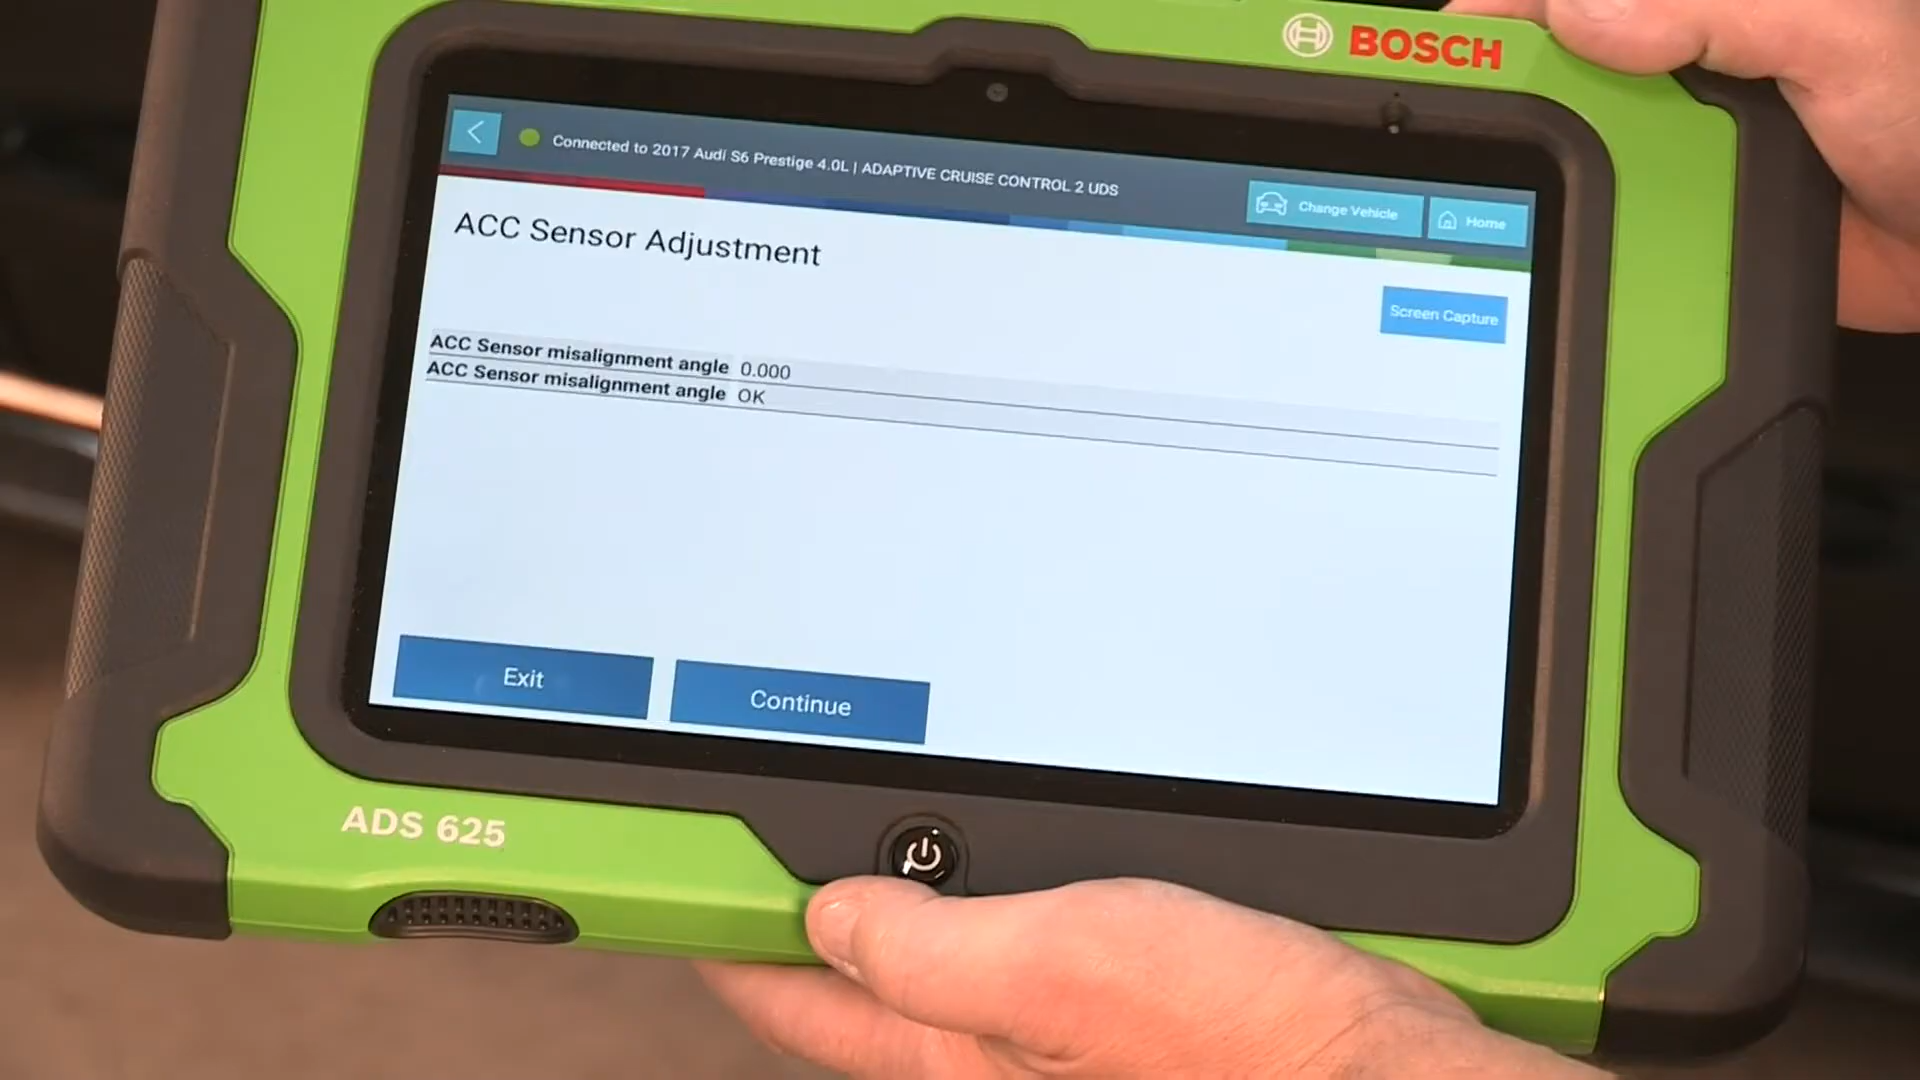 BOSCH
Connected to 2017 Audi S6 Prestige 4.0L | ADAPTIVE CRUISE CONTROL 2 UDS
Change Vehicle
Home
ACC Sensor Adjustment
Screen Capture
ACC Sensor misalignment angle 0.000
ACC Sensor misalignment angle OK
Exit
Continue
ADS 625